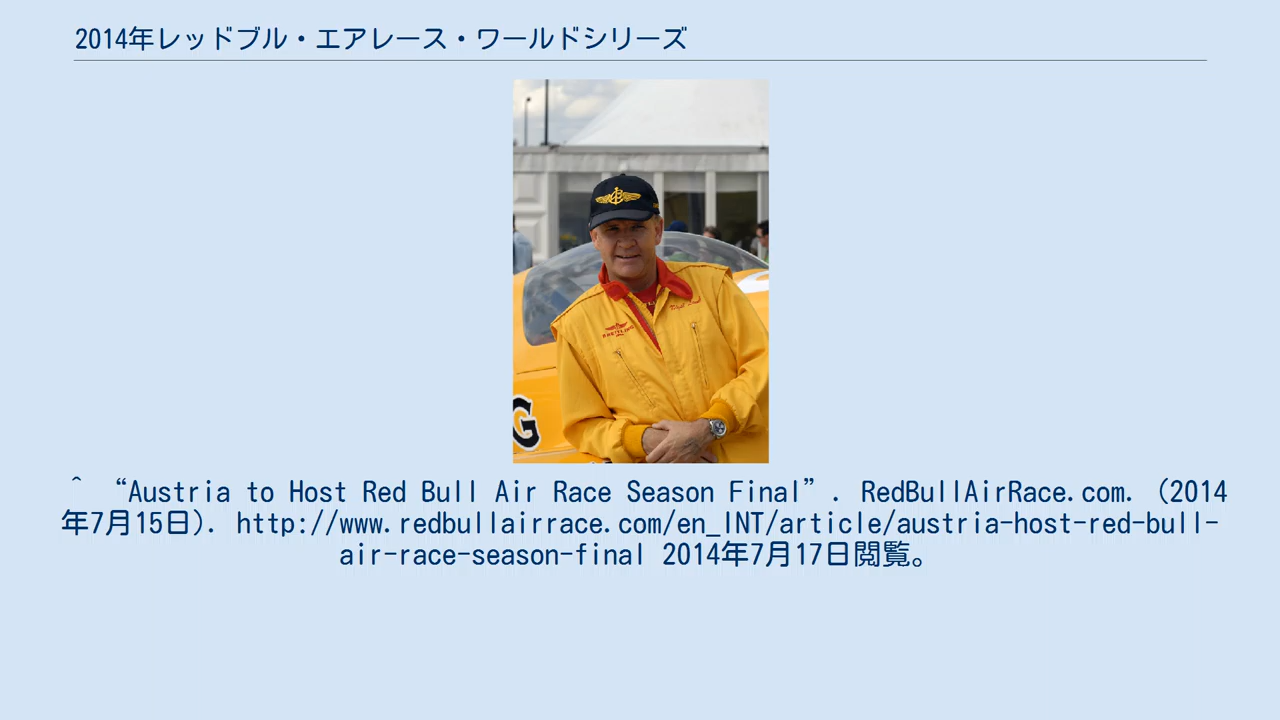 2014年レッドブル・エアレース・ワールドシリーズ
BREITLING
G
^ “Austria to Host Red Bull Air Race Season Final”. RedBullAirRace.com. (2014
年7月15日). http://www.redbullairrace.com/en_INT/article/austria-host-red-bull-
air-race-season-final 2014年7月17日閲覧。